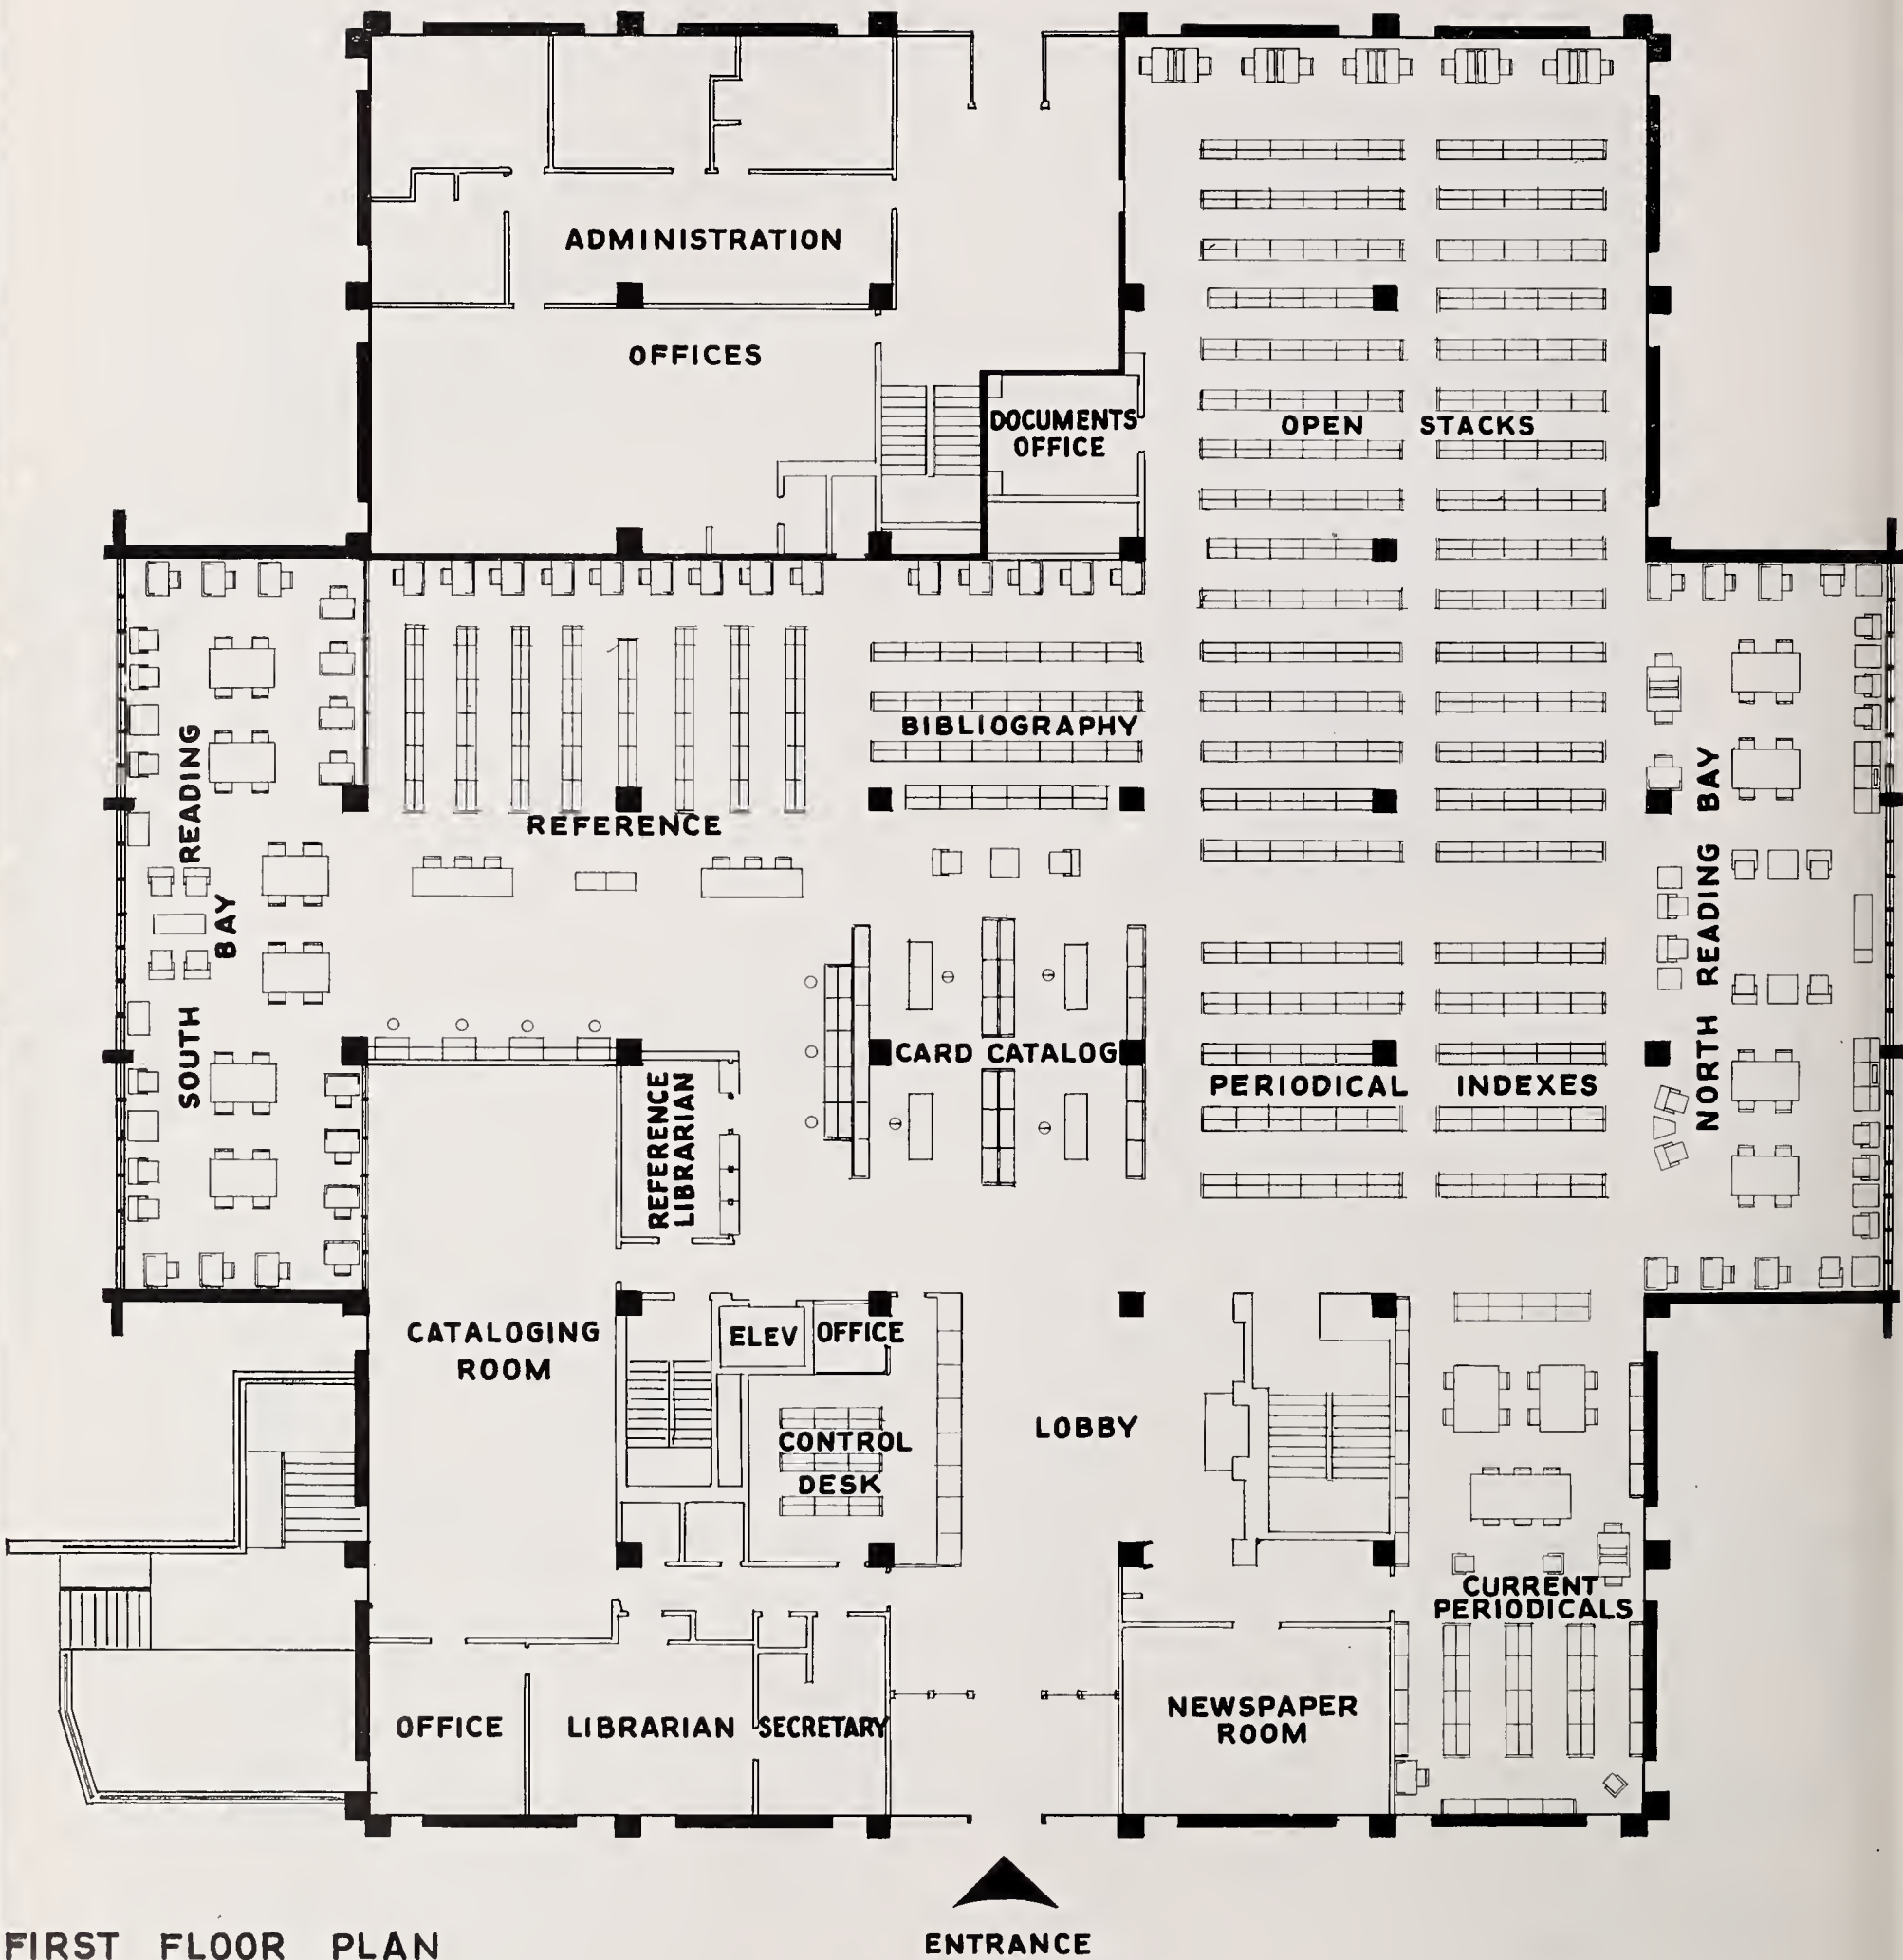 ADMINISTRATION
OFFICES
DOCUMENTS
OFFICE
OPEN STACKS
BIBLIOGRAPHY
REFERENCE
SOUTH READING
BAY
NORTH READING BAY
CARD CATALOG
PERIODICAL INDEXES
REFERENCE
LIBRARIAN
CATALOGING
ROOM
ELEV
OFFICE
CONTROL
DESK
LOBBY
CURRENT
PERIODICALS
OFFICE
LIBRARIAN
SECRETARY
NEWSPAPER
ROOM
ENTRANCE
FIRST FLOOR PLAN